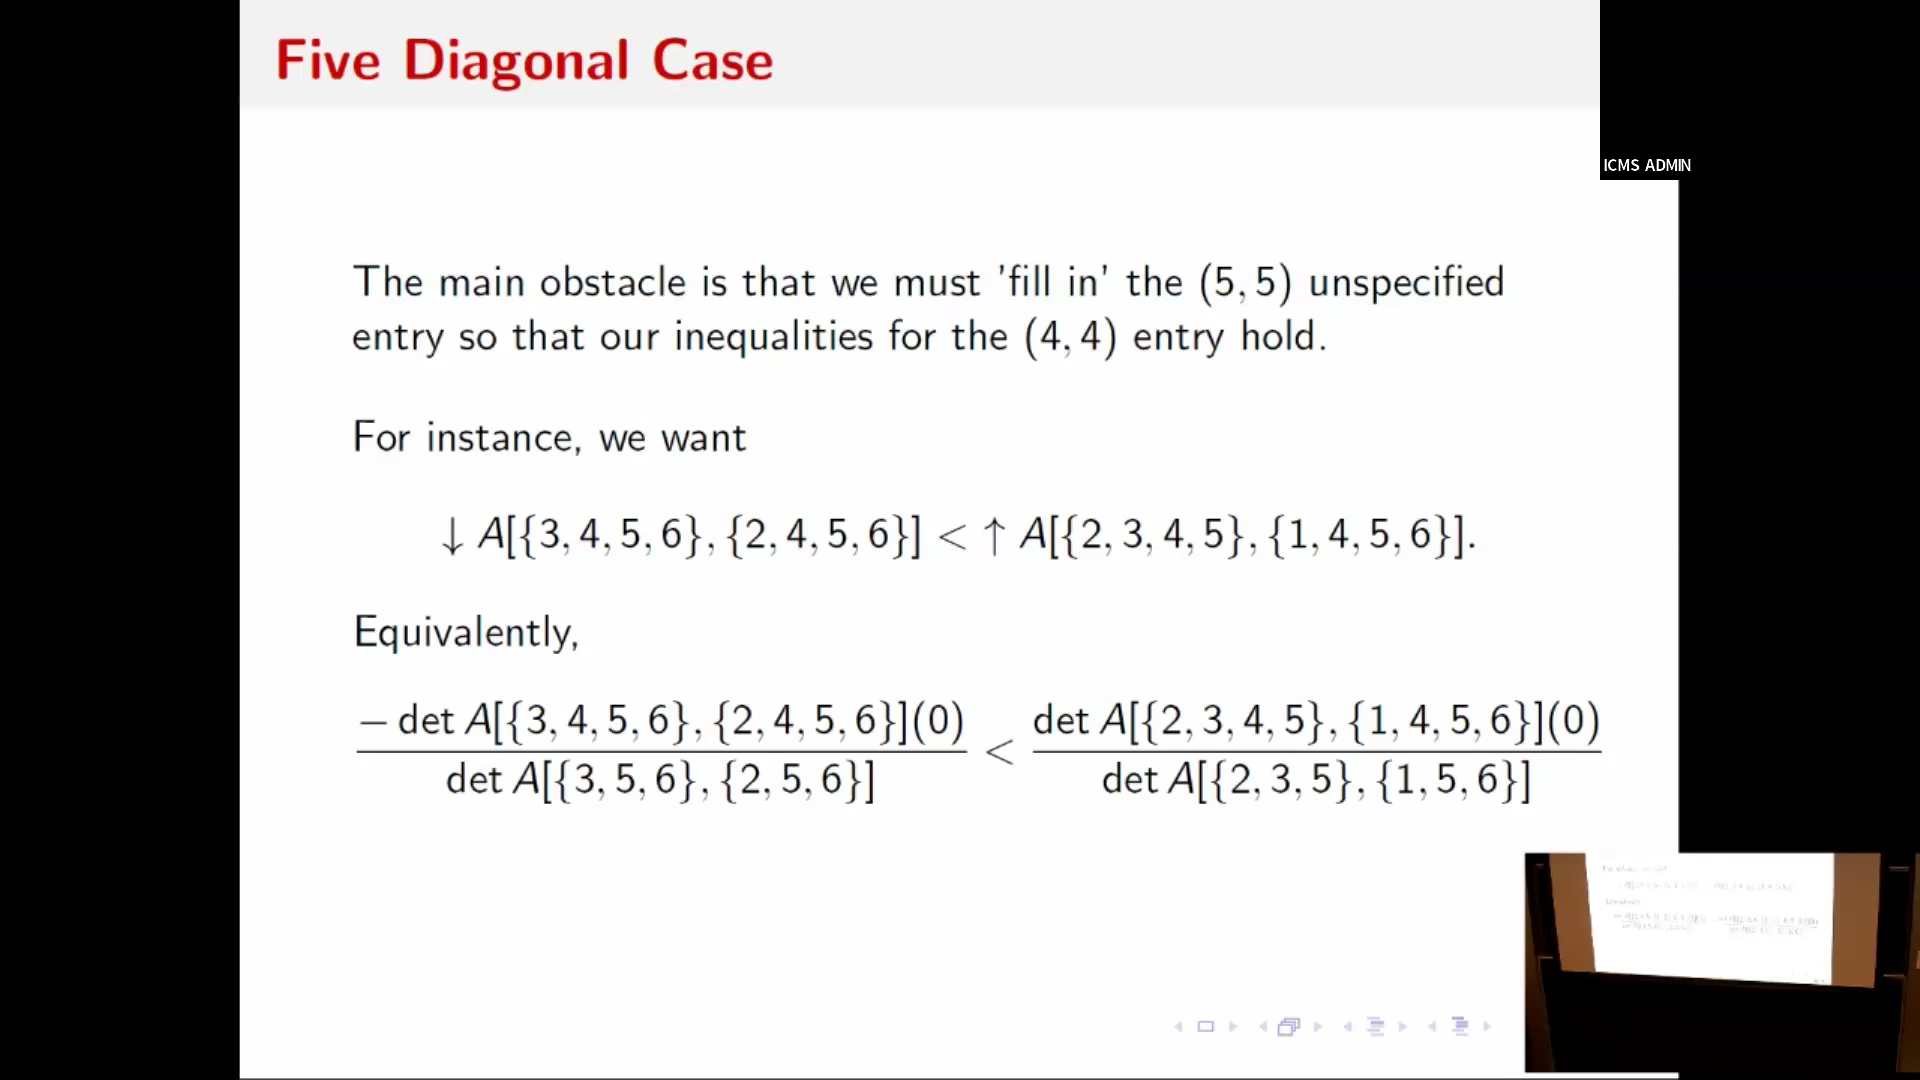 Five Diagonal Case
ICMS ADMIN
The main obstacle is that we must 'fill in' the (5, 5) unspecified
entry so that our inequalities for the (4, 4) entry hold.
For instance, we want
↓ A[{3, 4, 5, 6}, {2, 4, 5, 6}] < ↑ A[{2, 3, 4, 5}, {1, 4, 5, 6}].
Equivalently,
− det A[{3, 4, 5, 6}, {2, 4, 5, 6}](0) / det A[{3, 5, 6}, {2, 5, 6}] < det A[{2, 3, 4, 5}, {1, 4, 5, 6}](0) / det A[{2, 3, 5}, {1, 5, 6}]